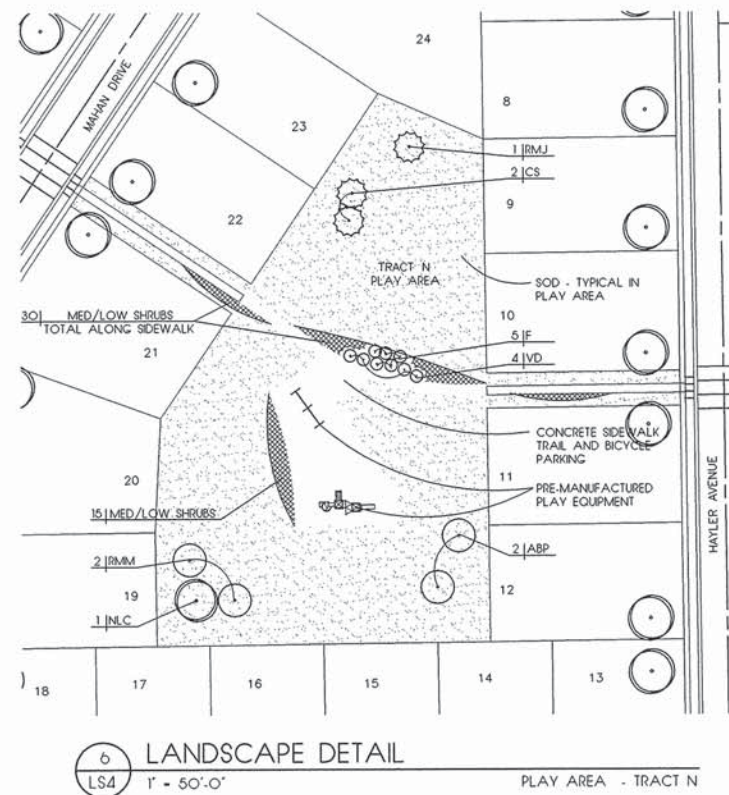 24
MAHAN DRIVE
23
8
1 RMJ
2 CS
22
9
TRACT N
PLAY AREA
SOD - TYPICAL IN
PLAY AREA
30 MED/LOW SHRUBS
TOTAL ALONG SIDEWALK
10
5 F
4 VD
21
CONCRETE SIDEWALK
TRAIL AND BICYCLE
PARKING
20
11
PRE-MANUFACTURED
PLAY EQUIPMENT
HAYLER AVENUE
15 MED/LOW SHRUBS
2 RMM
2 ABP
19
12
1 NLC
18
17
16
15
14
13
6
LS4
LANDSCAPE DETAIL
1" = 50'-0"
PLAY AREA - TRACT N